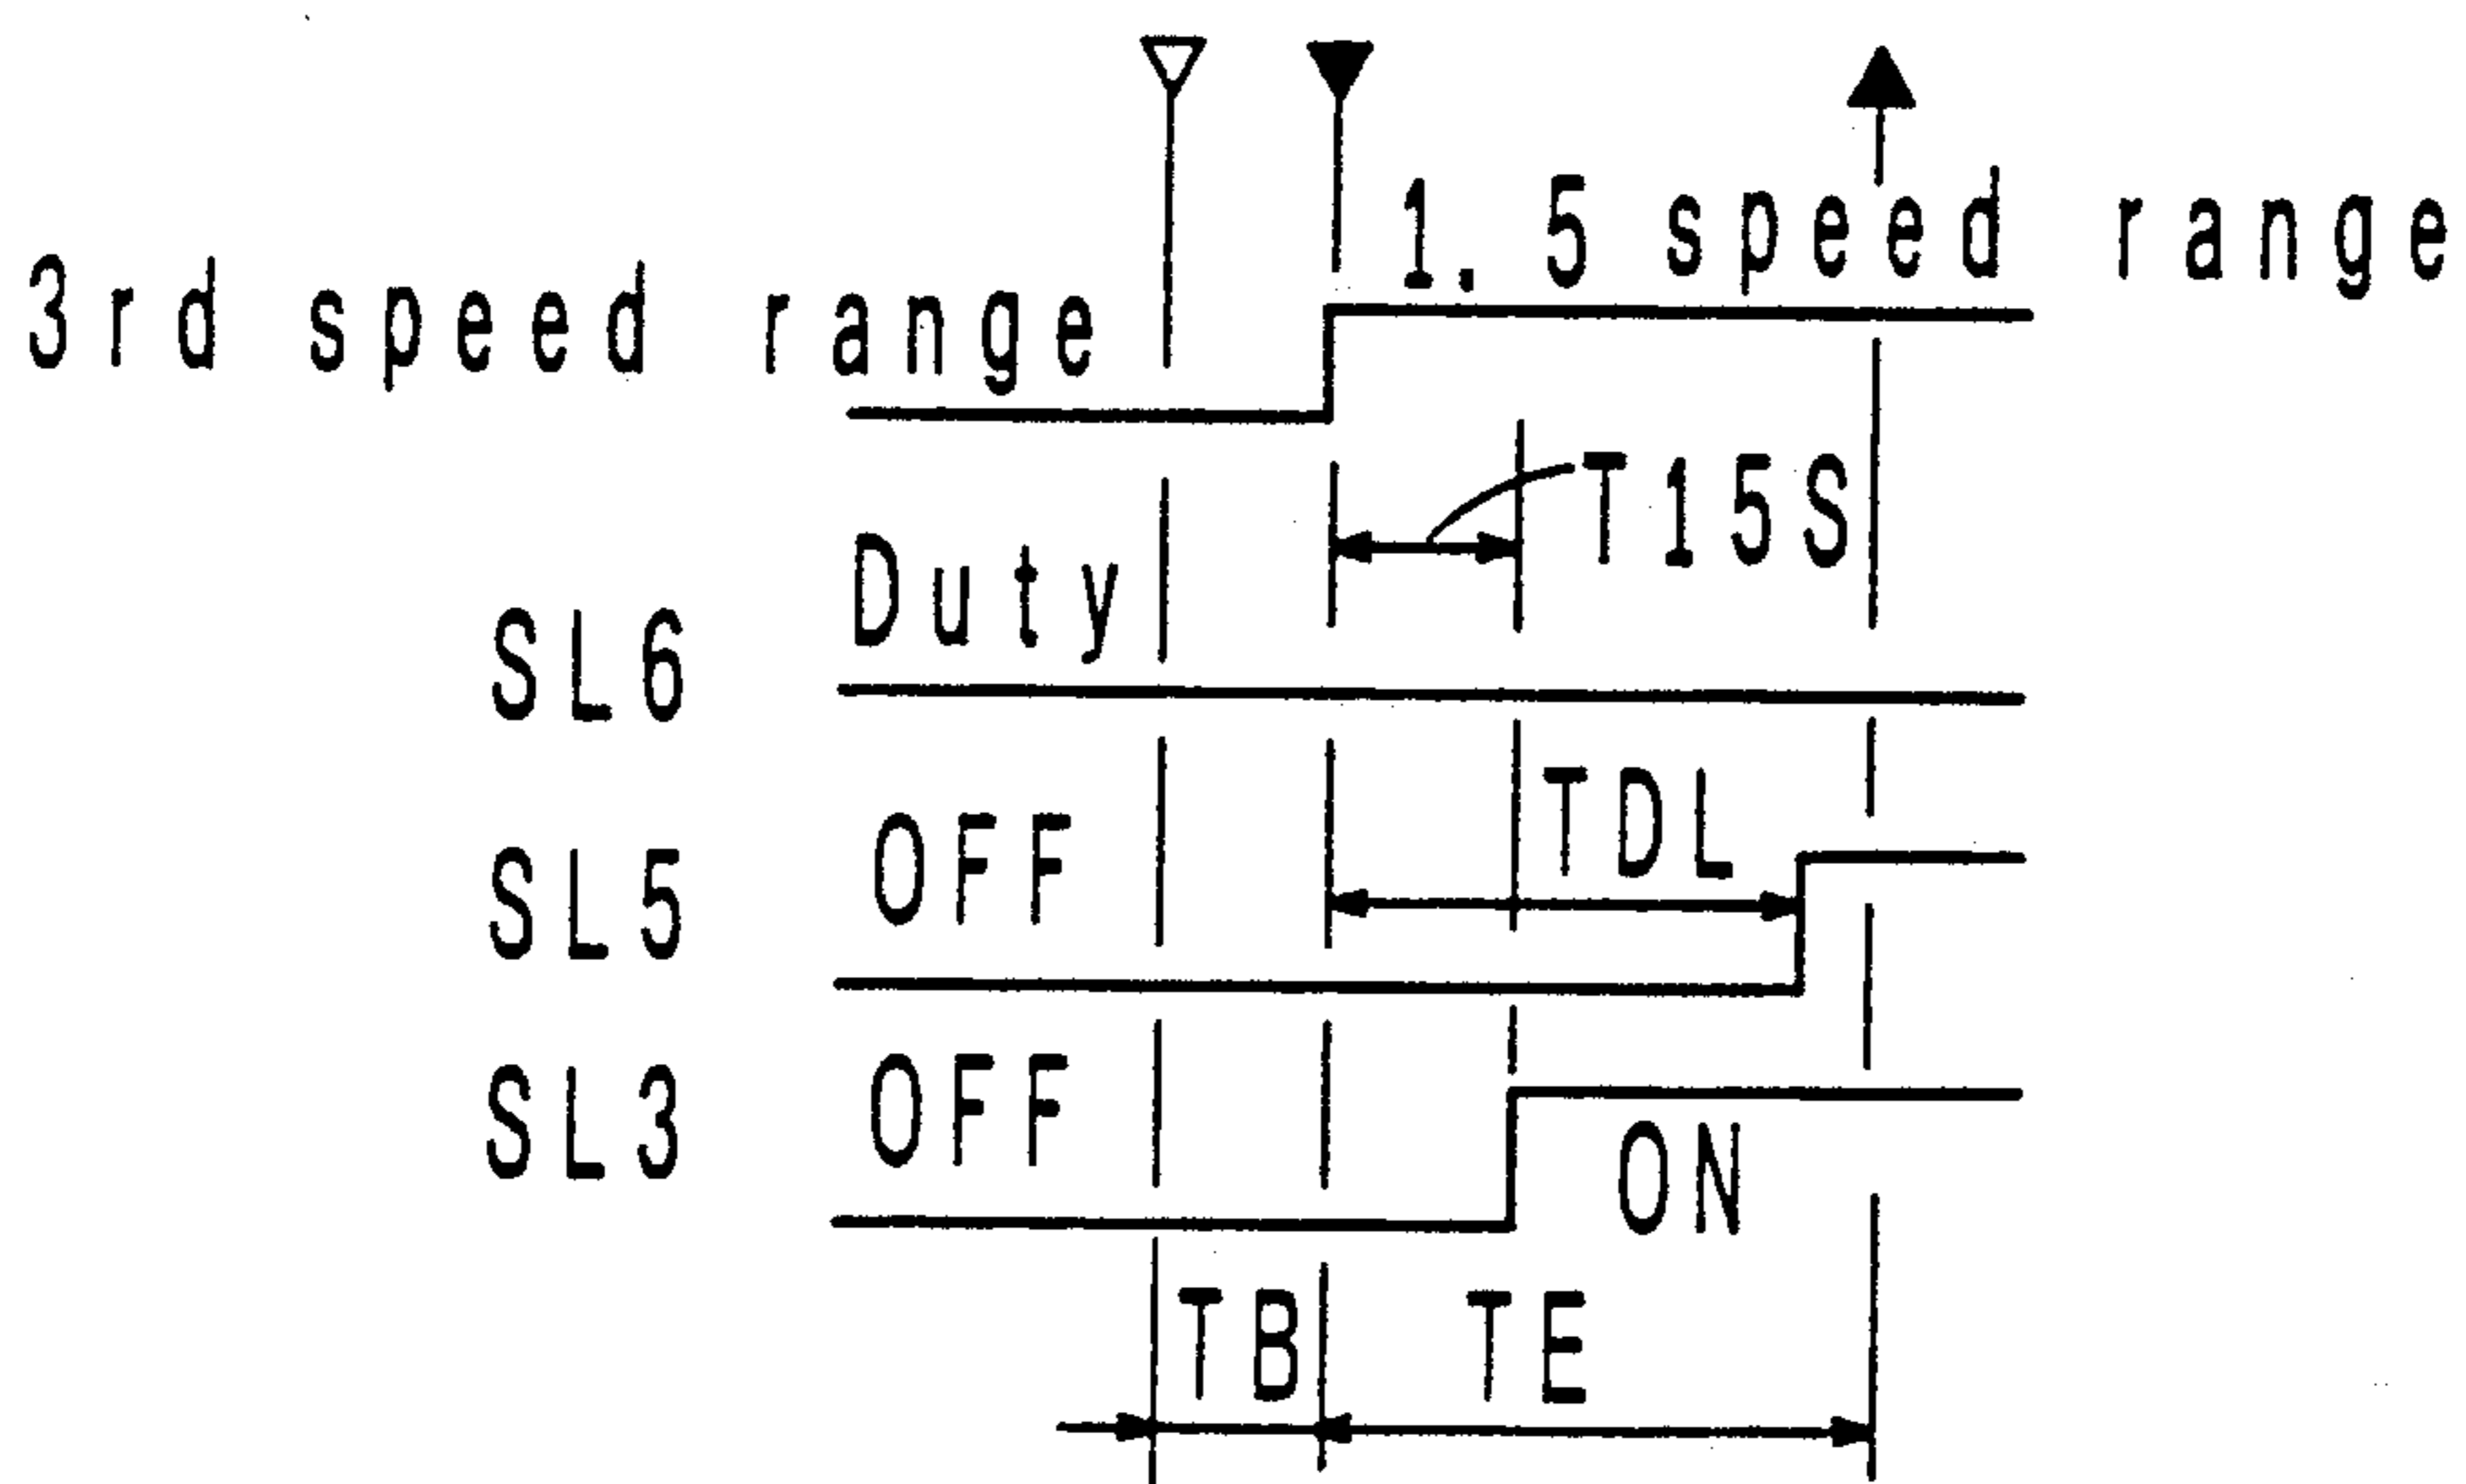 1.5 speed range
3rd speed range
T15S
SL6 Duty
TDL
SL5 OFF
SL3 OFF
ON
TB TE